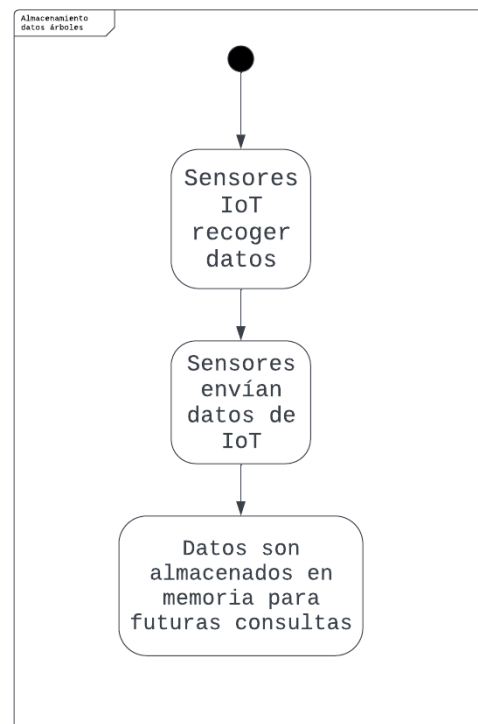 Almacenamiento
datos árboles
Sensores
IoT
recoger
datos
Sensores
envían
datos de
IoT
Datos son
almacenados en
memoria para
futuras consultas